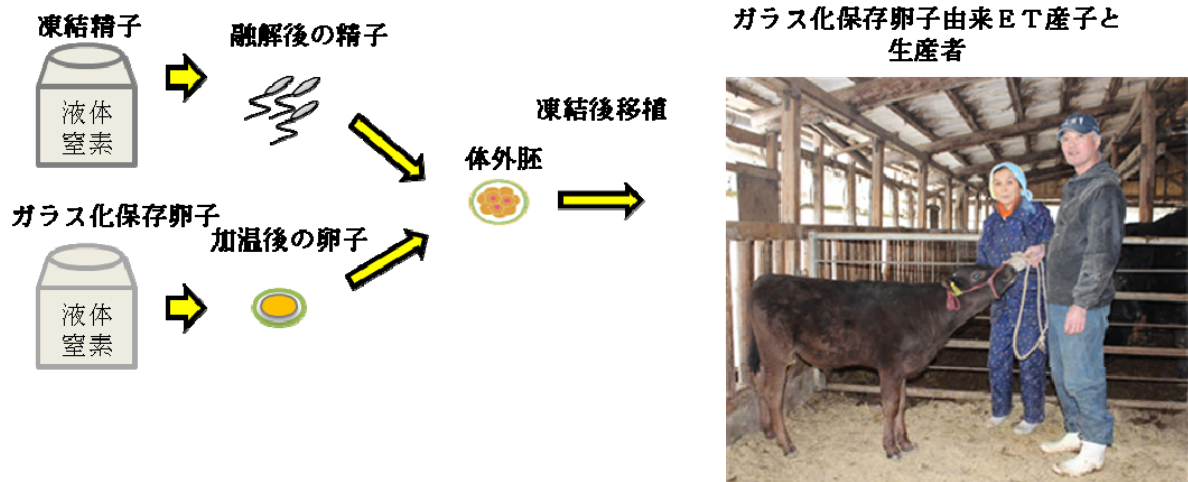 凍結精子
液体
窒素
融解後の精子
ガラス化保存卵子
液体
窒素
加温後の卵子
体外胚
凍結後移植
ガラス化保存卵子由来ＥＴ産子と
生産者